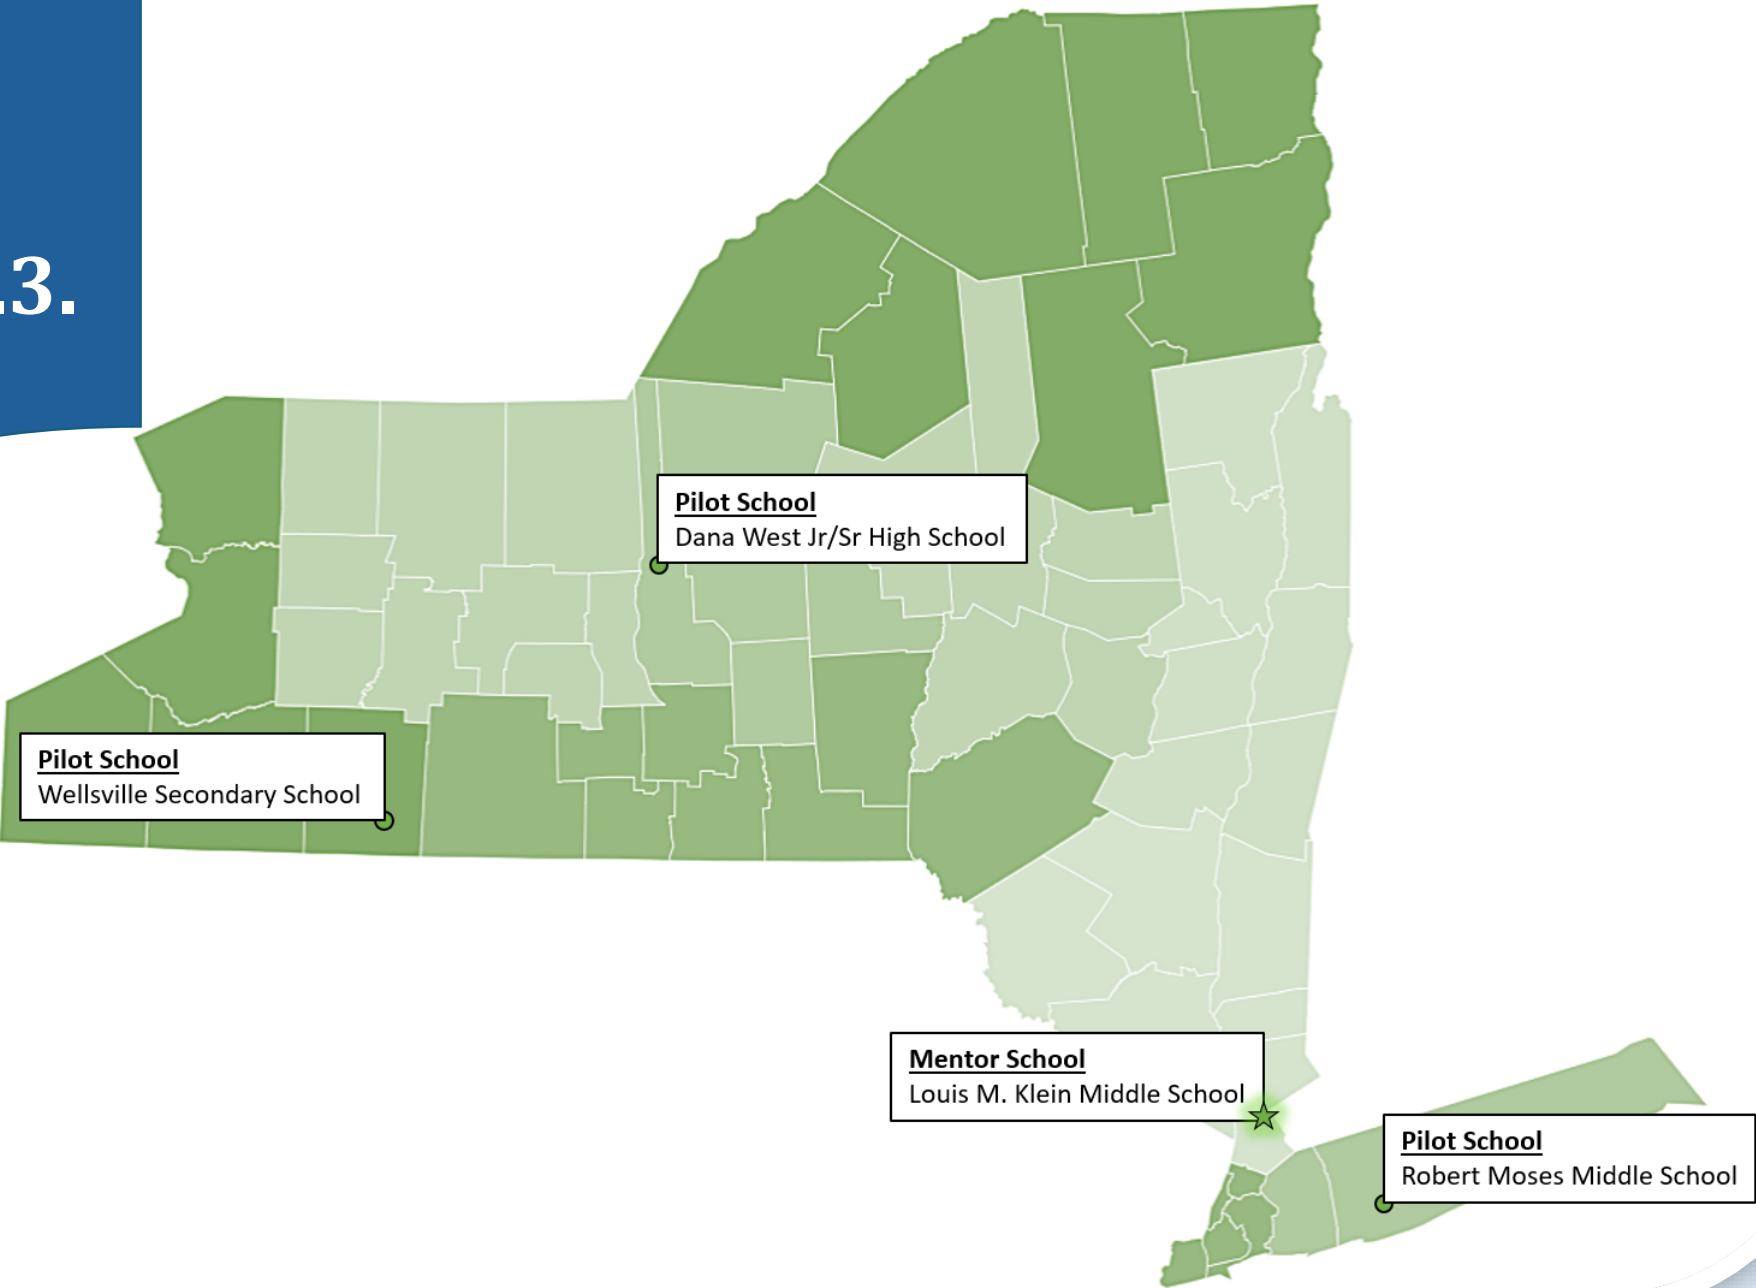 .3.
Pilot School
Dana West Jr/Sr High School
Pilot School
Wellsville Secondary School
Mentor School
Louis M. Klein Middle School
Pilot School
Robert Moses Middle School